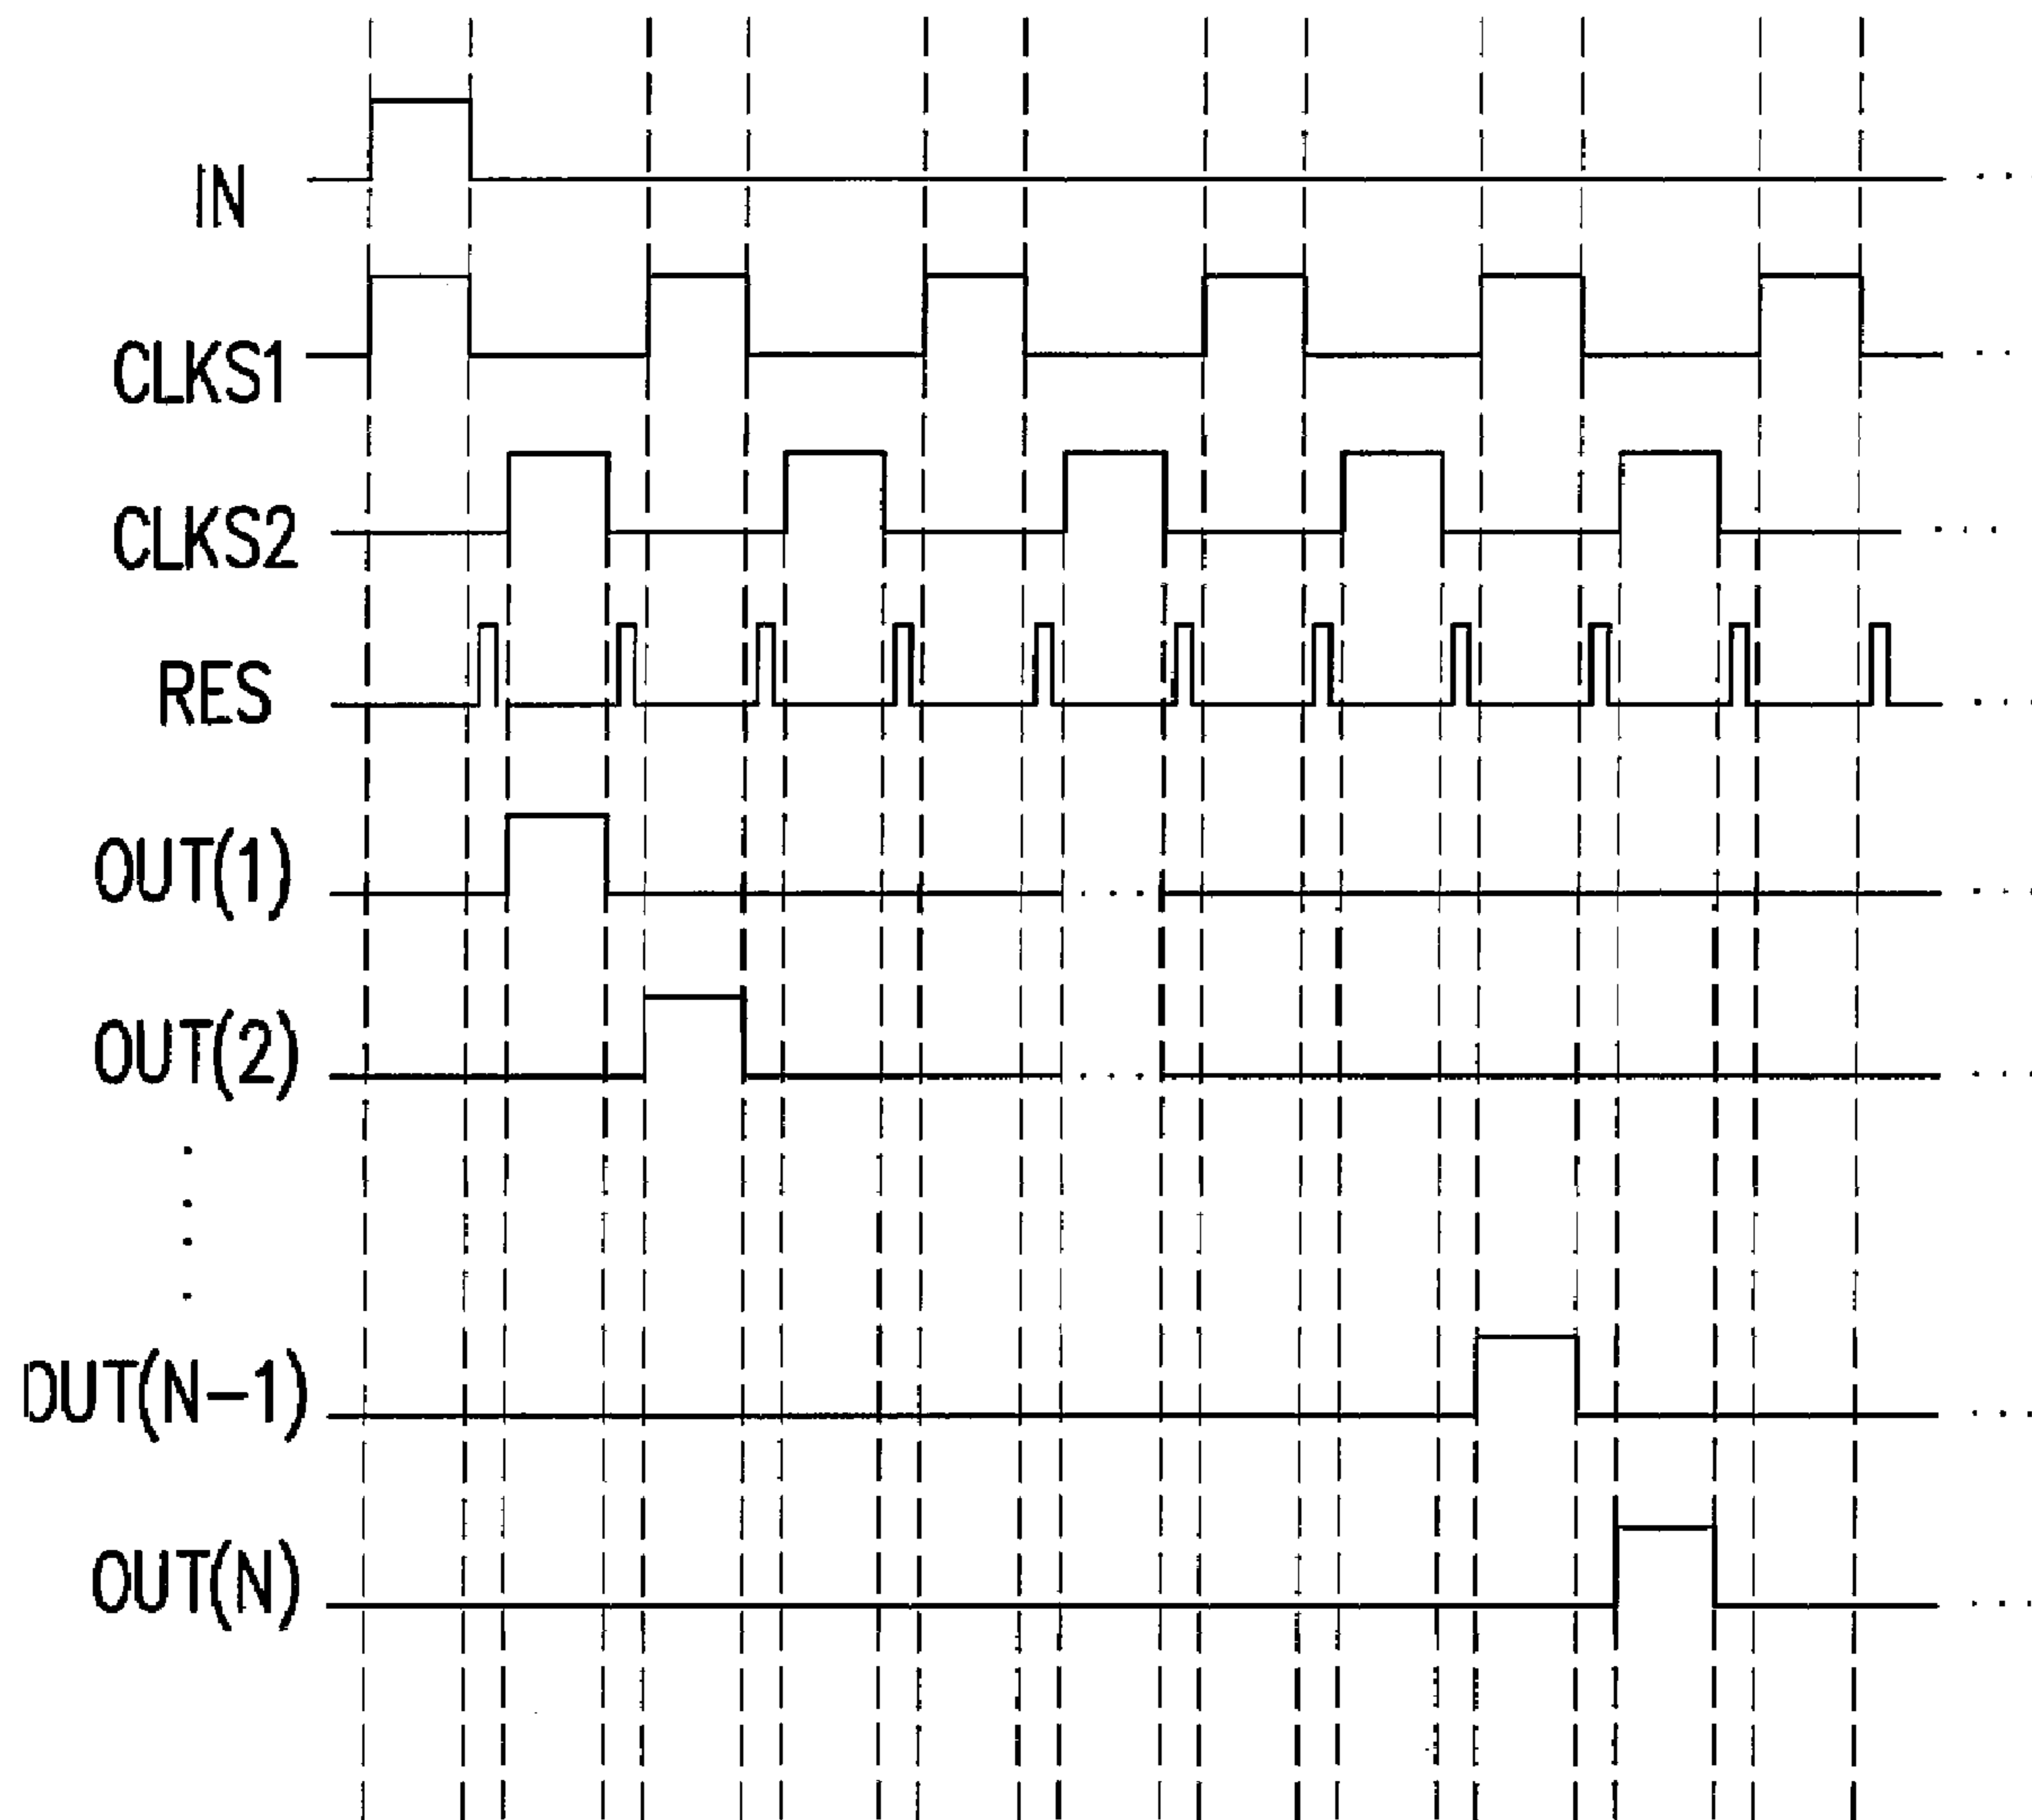 IN
CLKS1
CLKS2
RES
OUT(1)
OUT(2)
OUT(N-1)
OUT(N)